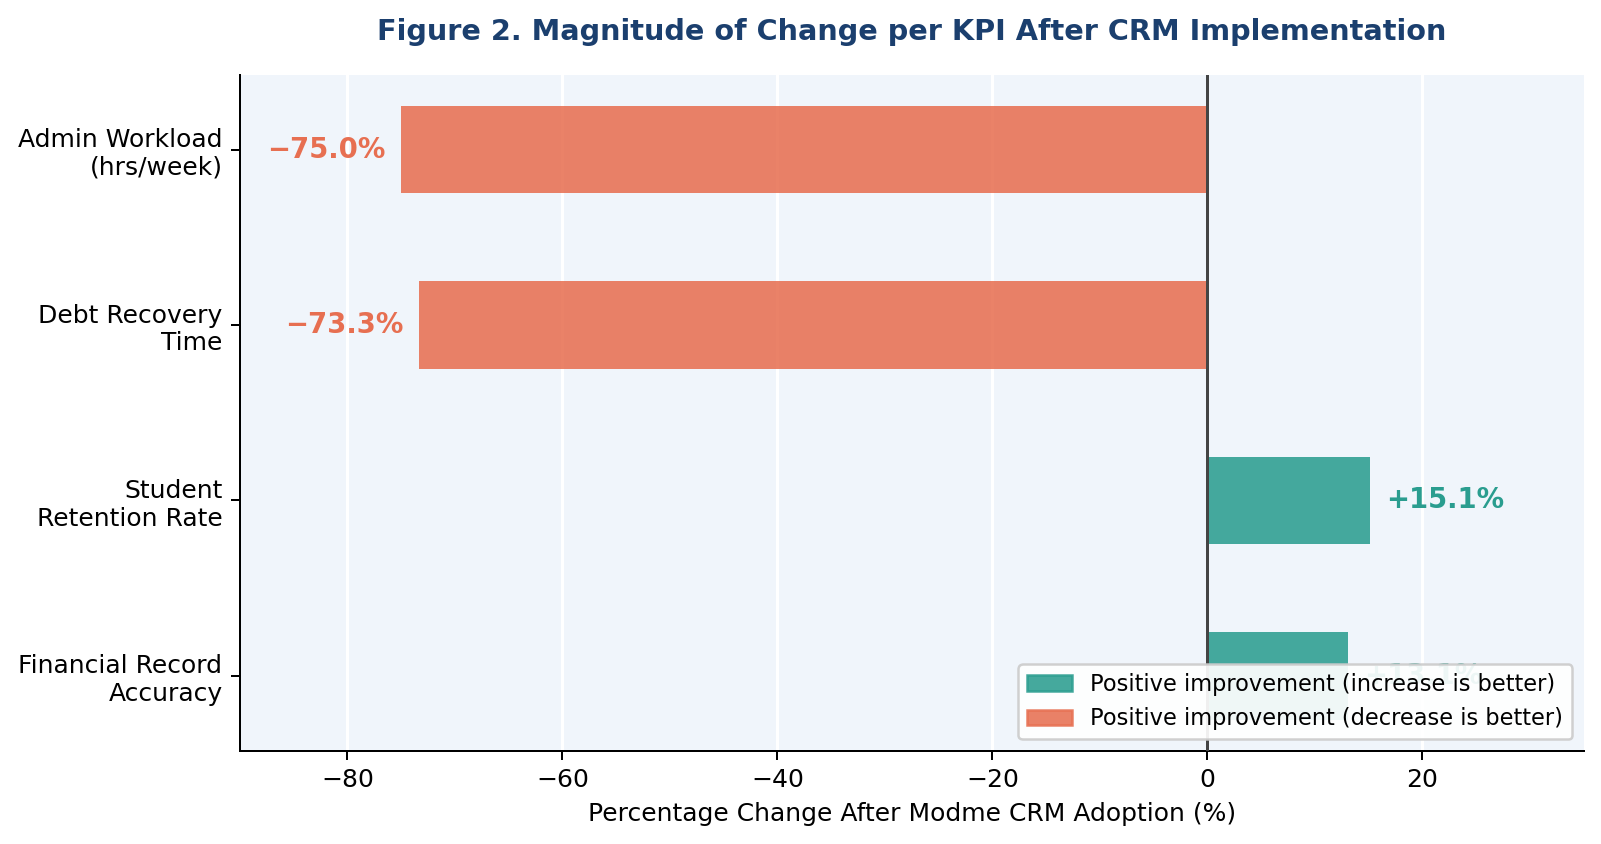 Figure 2. Magnitude of Change per KPI After CRM Implementation
Admin Workload
(hrs/week)
−75.0%
Debt Recovery
Time
−73.3%
Student
Retention Rate
+15.1%
Financial Record
Accuracy
Positive improvement (increase is better)
Positive improvement (decrease is better)
−80
−60
−40
−20
0
20
Percentage Change After Modme CRM Adoption (%)